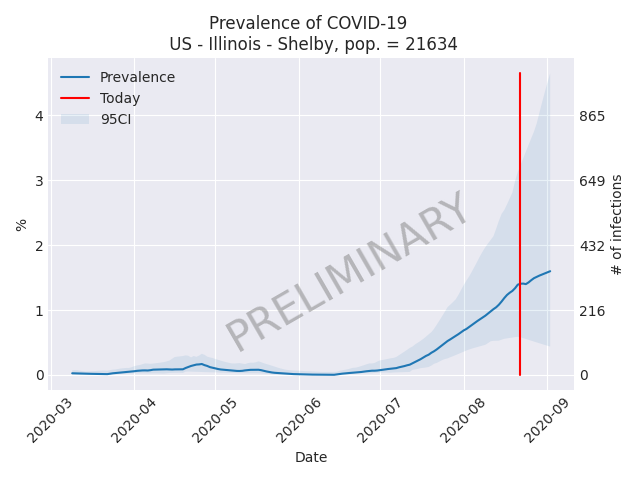 Prevalence of COVID-19
US - Illinois - Shelby, pop. = 21634
Prevalence
Today
95CI
4
3
2
1
0
%
865
649
432
216
0
# of infections
PRELIMINARY
2020-03
2020-04
2020-05
2020-06
2020-07
2020-08
2020-09
Date